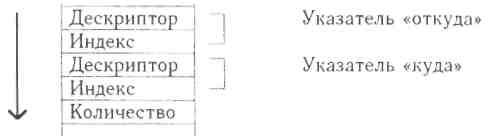 Дескриптор Указатель «откуда»
Индекс
Дескриптор Указатель «куда»
Индекс
Количество